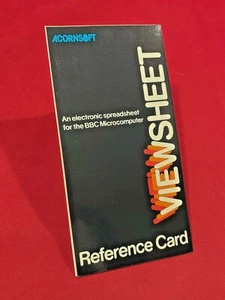 ACORNSOFT
An electronic spreadsheet
for the BBC Microcomputer
VIEWSHEET
Reference Card